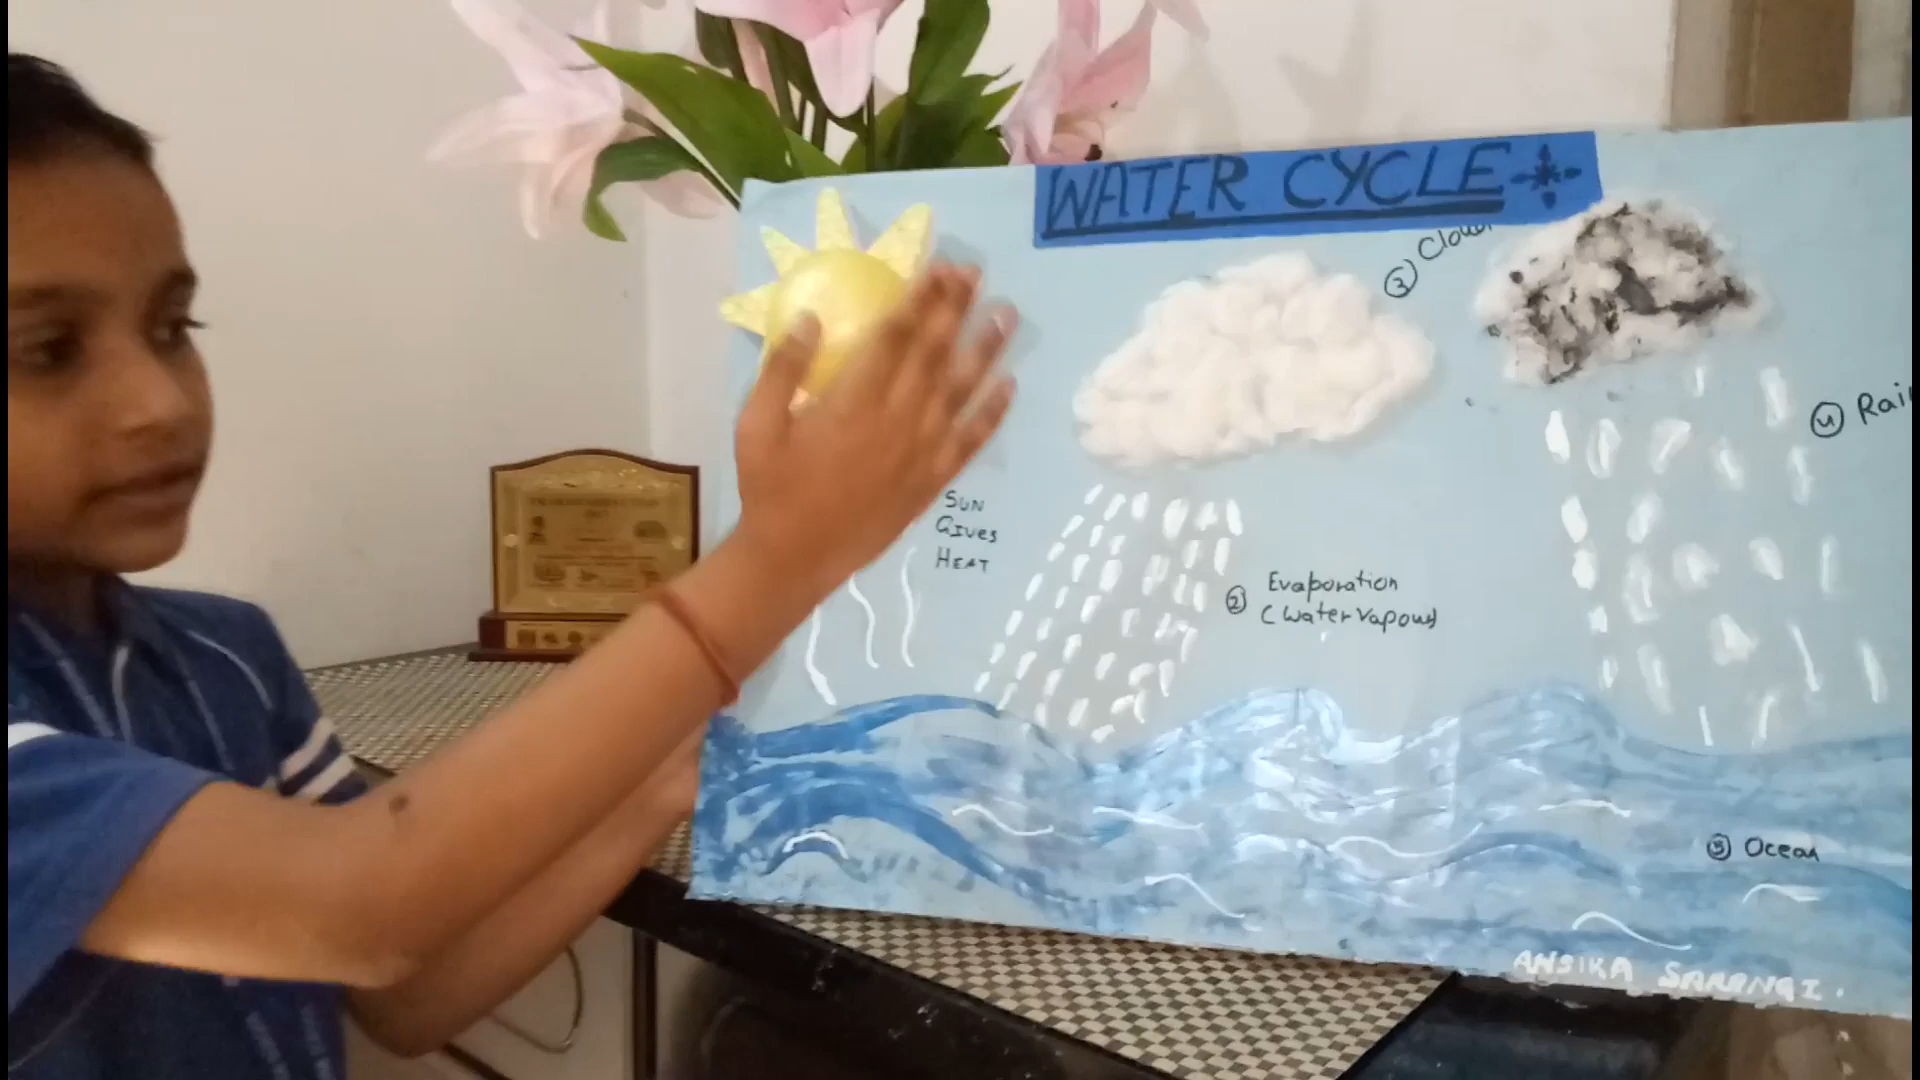 WATER CYCLE
③ Cloud
④ Rai
SUN
GIVES
HEAT
② Evaporation
(Water Vapour)
⑤ Ocean
ANSIKA SARANGI.